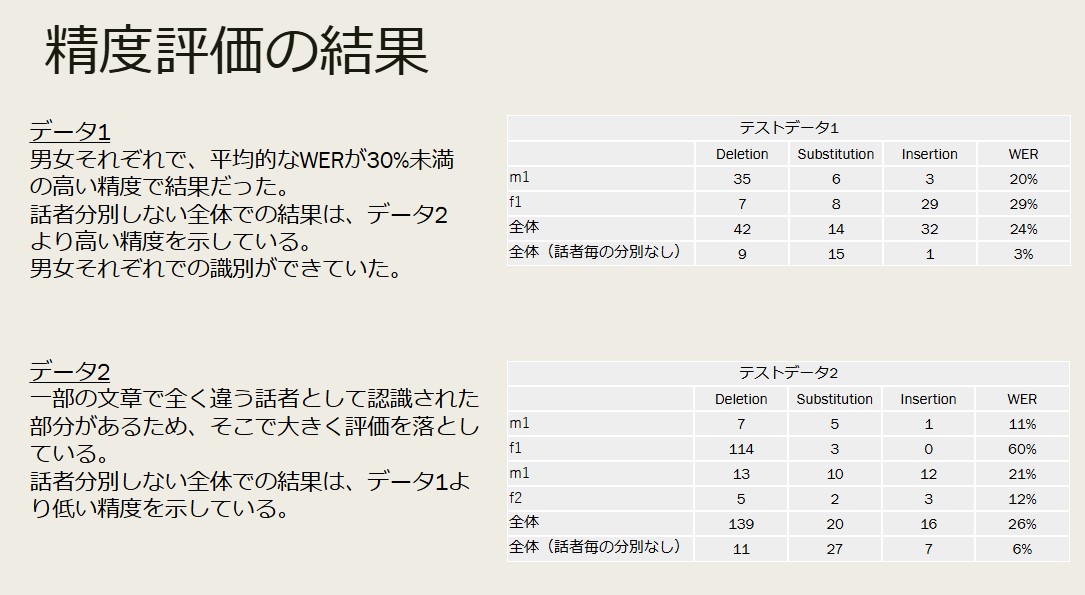 精度評価の結果
データ1
男女それぞれで、平均的なWERが30%未満
の高い精度で結果だった。
話者分別しない全体での結果は、データ2
より高い精度を示している。
男女それぞれでの識別ができていた。
テストデータ1
Deletion Substitution Insertion WER
m1 35 6 3 20%
f1 7 8 29 29%
全体 42 14 32 24%
全体（話者毎の分別なし） 9 15 1 3%
データ2
一部の文章で全く違う話者として認識された
部分があるため、そこで大きく評価を落とし
ている。
話者分別しない全体での結果は、データ1よ
り低い精度を示している。
テストデータ2
Deletion Substitution Insertion WER
m1 7 5 1 11%
f1 114 3 0 60%
m1 13 10 12 21%
f2 5 2 3 12%
全体 139 20 16 26%
全体（話者毎の分別なし） 11 27 7 6%